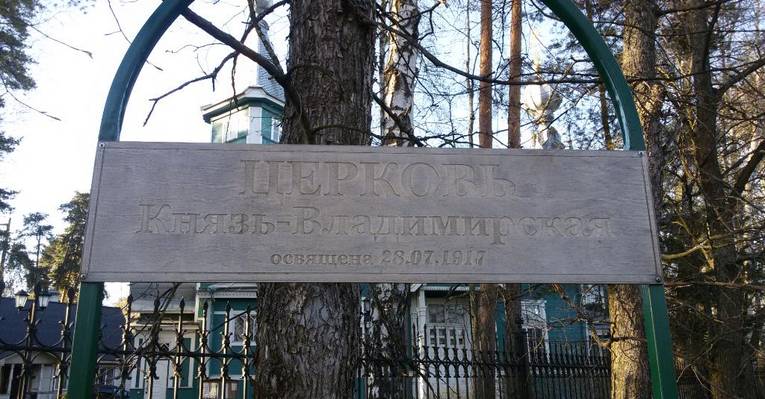 ЦЕРКОВЬ
Князь-Владимирская
освящена 28.07.1917